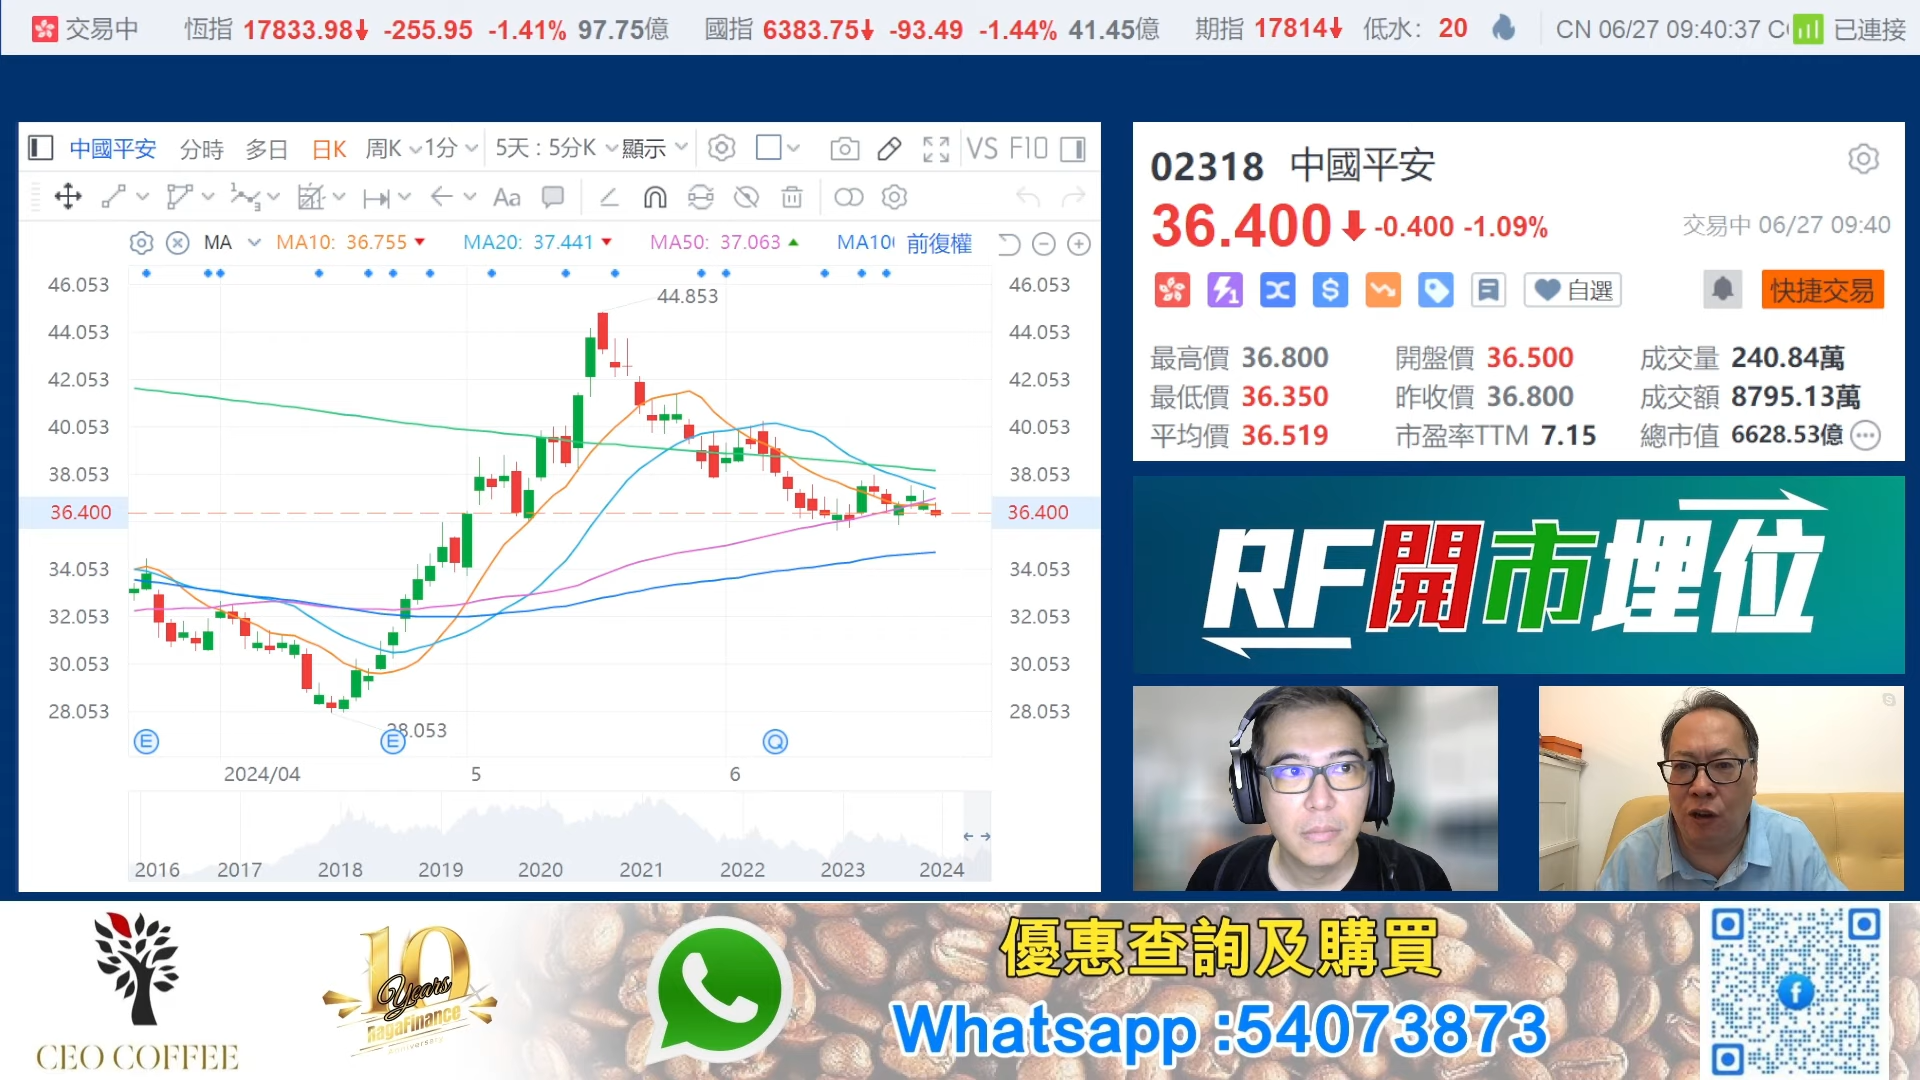 交易中 恆指 17833.98 -255.95 -1.41% 97.75億 國指 6383.75 -93.49 -1.44% 41.45億 期指 17814 低水: 20 CN 06/27 09:40:37 已連接
中國平安 分時 多日 日K 周K 1分 5天 : 5分K 顯示 VS F10
Aa
MA MA10: 36.755 MA20: 37.441 MA50: 37.063 MA10 前復權
46.053 46.053
44.853
44.053 44.053
42.053 42.053
40.053 40.053
38.053 38.053
36.400 36.400
34.053 34.053
32.053 32.053
30.053 30.053
28.053 28.053
8.053
E E Q
2024/04 5 6
2016 2017 2018 2019 2020 2021 2022 2023 2024
02318 中國平安
36.400 -0.400 -1.09% 交易中 06/27 09:40
自選 快捷交易
最高價 36.800 開盤價 36.500 成交量 240.84萬
最低價 36.350 昨收價 36.800 成交額 8795.13萬
平均價 36.519 市盈率TTM 7.15 總市值 6628.53億
RF開市埋位
CEO COFFEE
10
Years
RagaFinance
Anniversary
優惠查詢及購買
Whatsapp :54073873